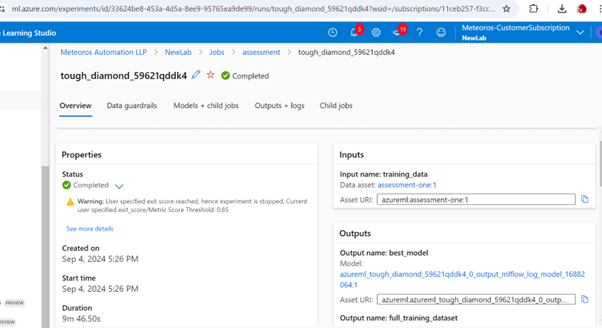 ml.azure.com/experiments/id/33624be8-453a-4d5a-8ee9-95765ea9de99/runs/tough_diamond_59621qddk4?wsid=/subscriptions/11ceb257-f3cc...
Learning Studio
5
19
Meteoros-CustomerSubscription
NewLab
Meteoros Automation LLP > NewLab > Jobs > assessment > tough_diamond_59621qddk4
tough_diamond_59621qddk4 Completed
Overview Data guardrails Models + child jobs Outputs + logs Child jobs
Properties
Status
Completed
Warning: User specified exit score reached, hence experiment is stopped. Current
user specified exit_score/Metric Score Threshold: 0.85
See more details
Created on
Sep 4, 2024 5:26 PM
Start time
Sep 4, 2024 5:26 PM
Duration
9m 46.50s
PREVIEW
PREVIEW
Inputs
Input name: training_data
Data asset: assessment-one:1
Asset URI: azureml:assessment-one:1
Outputs
Output name: best_model
Model:
azureml_tough_diamond_59621qddk4_0_output_mlflow_log_model_16882
064:1
Asset URI: azureml:azureml_tough_diamond_59621qddk4_0_outp...
Output name: full_training_dataset